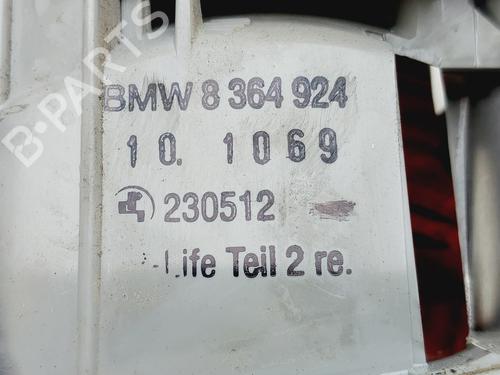 B-PARTS
BMW 8 364 924
10. 1069
230512
-Life Teil 2 re.